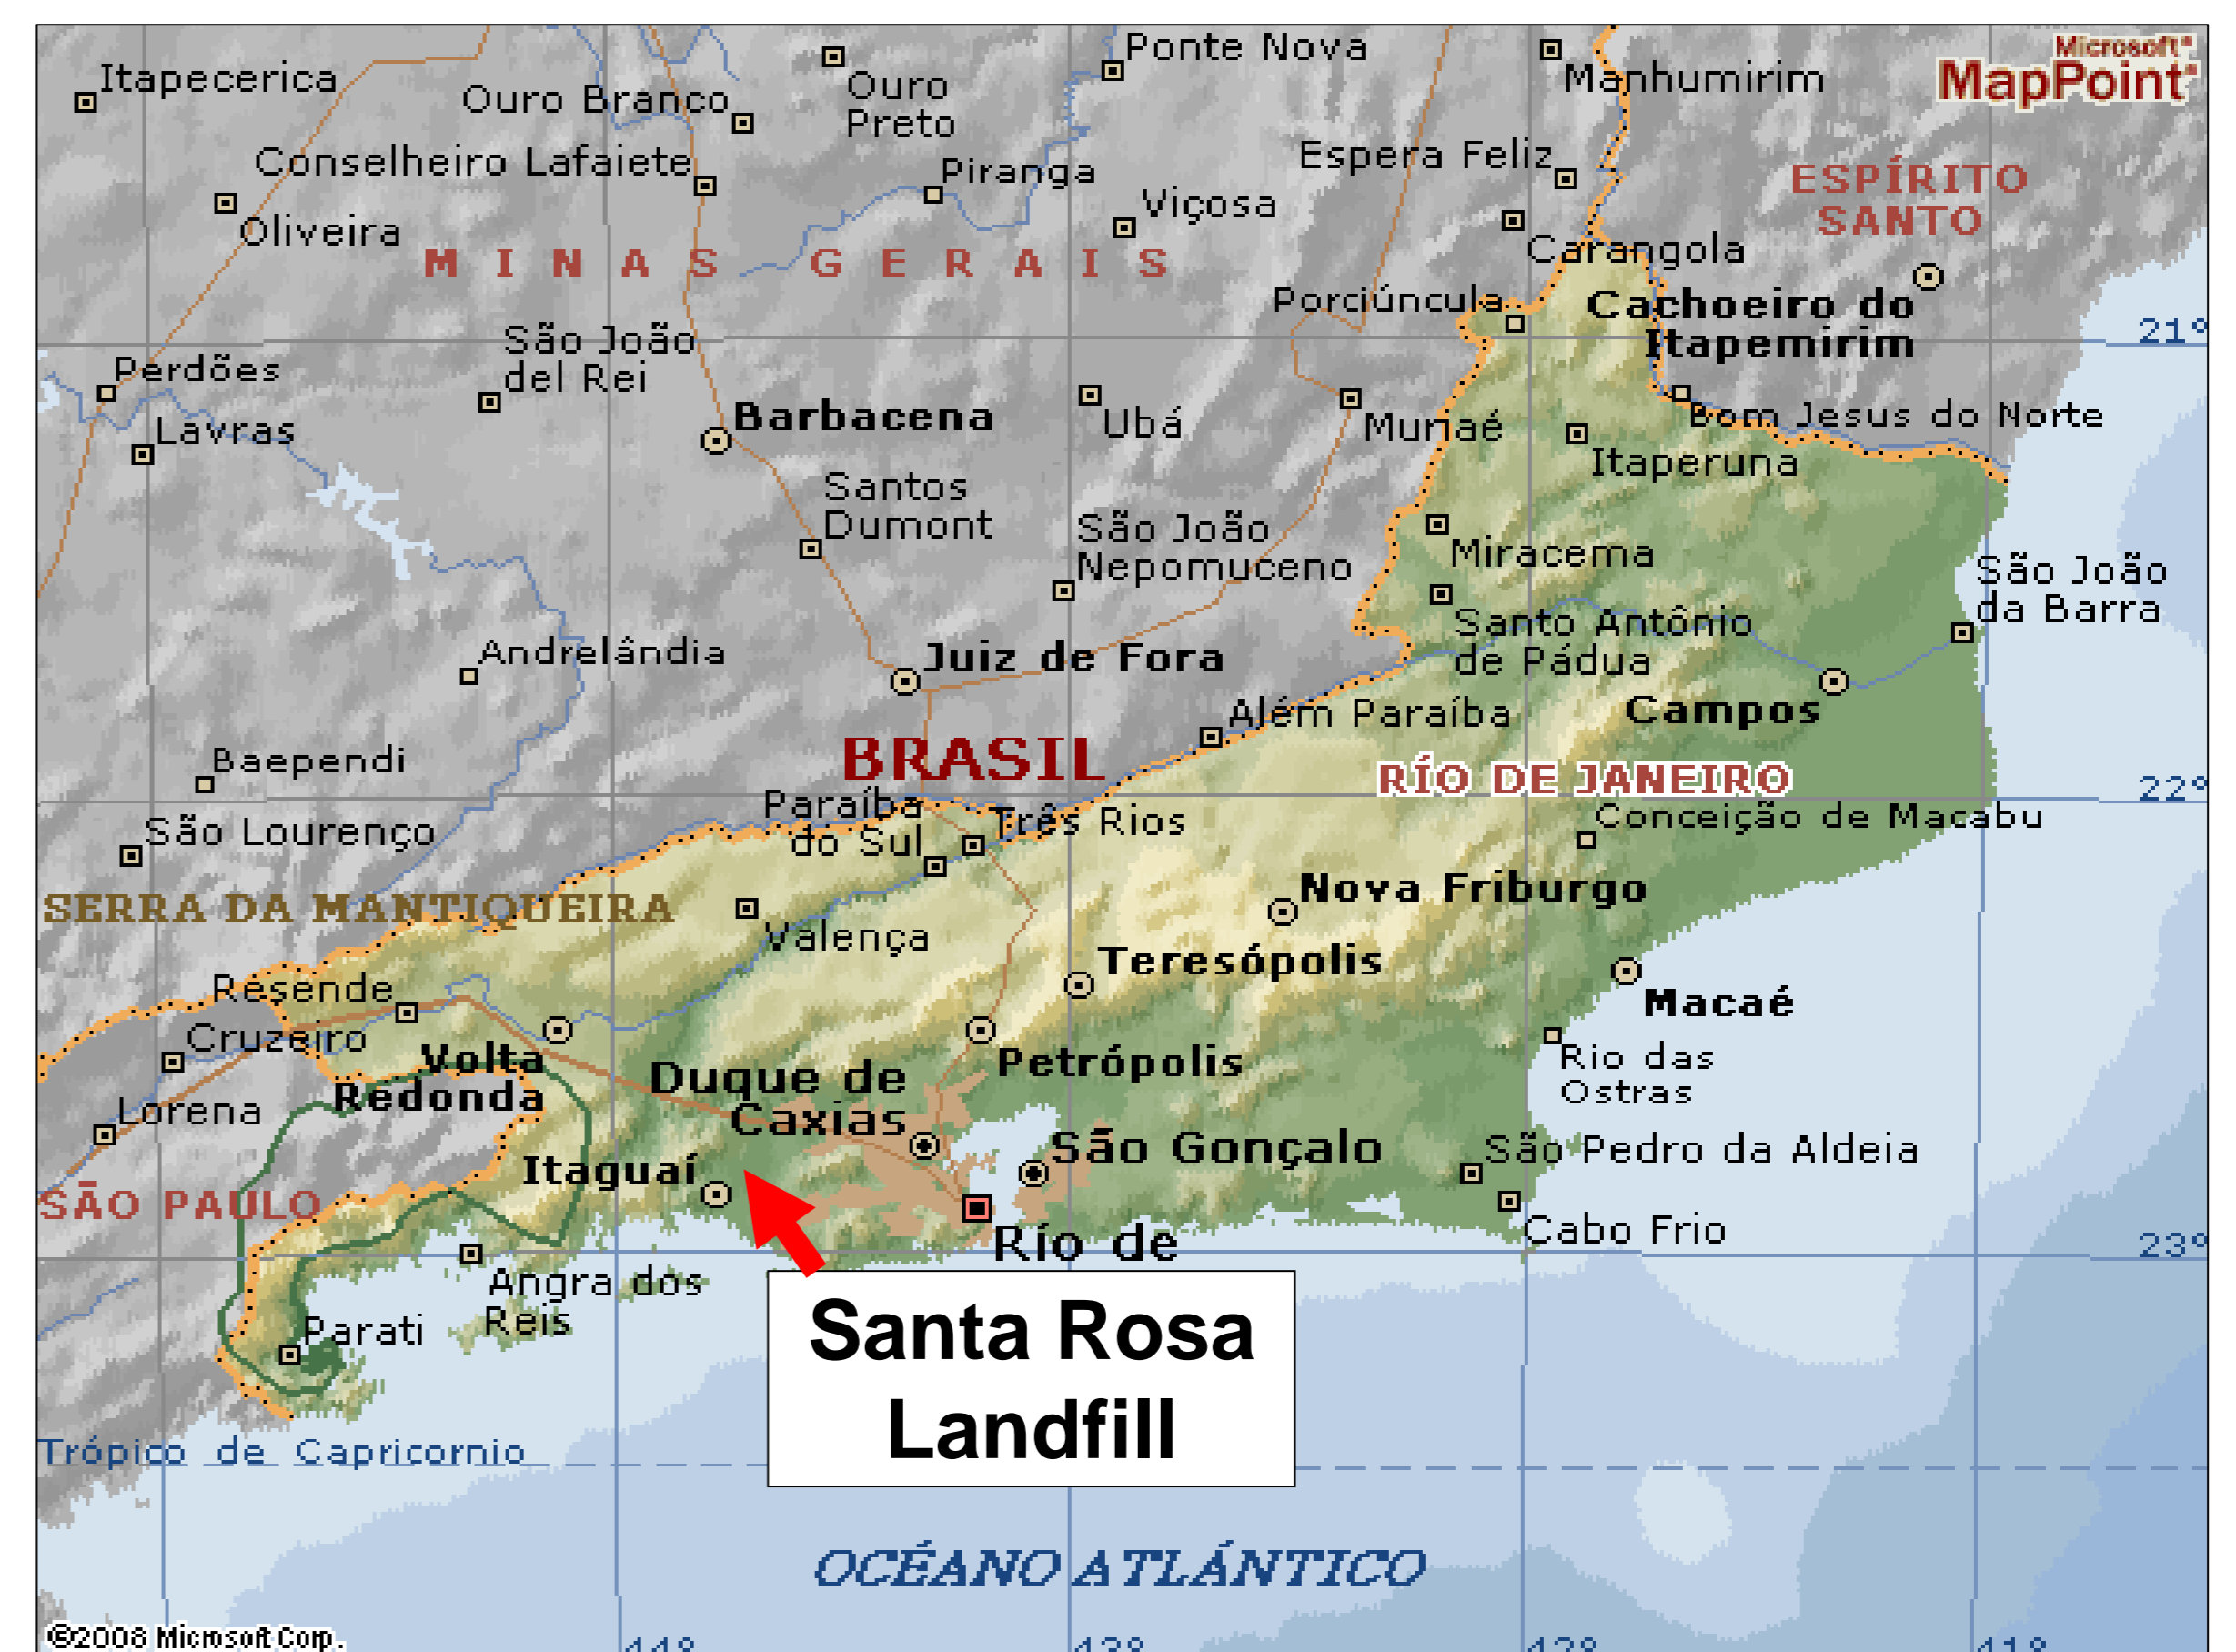 Microsoft®
MapPoint®
Ponte Nova
Manhumirim
Itapecerica
Ouro Branco
Ouro
Preto
Conselheiro Lafaiete
Piranga
Espera Feliz
ESPÍRITO
SANTO
Viçosa
Oliveira
MINAS GERAIS
Carangola
Porciúncula
Cachoeiro do
Itapemirim
21°
São João
del Rei
Perdões
Barbacena
Ubá
Muriaé
Bom Jesus do Norte
Lavras
Itaperuna
Santos
Dumont
São João
Nepomuceno
Miracema
São João
da Barra
Santo Antônio
de Pádua
Andrelândia
Juiz de Fora
Além Paraíba
Campos
Baependi
BRASIL
RÍO DE JANEIRO
22°
Paraíba
do Sul
Três Rios
Conceição de Macabu
São Lourenço
SERRA DA MANTIQUEIRA
Nova Friburgo
Valença
Teresópolis
Resende
Macaé
Cruzeiro
Volta
Redonda
Petrópolis
Rio das
Ostras
Duque de
Caxias
Lorena
São Gonçalo
São Pedro da Aldeia
Itaguaí
SÃO PAULO
Río de
Cabo Frio
23°
Angra dos
Reis
Parati
Santa Rosa
Landfill
Trópico de Capricornio
OCÉANO ATLÁNTICO
©2008 Microsoft Corp.
44°
43°
42°
41°